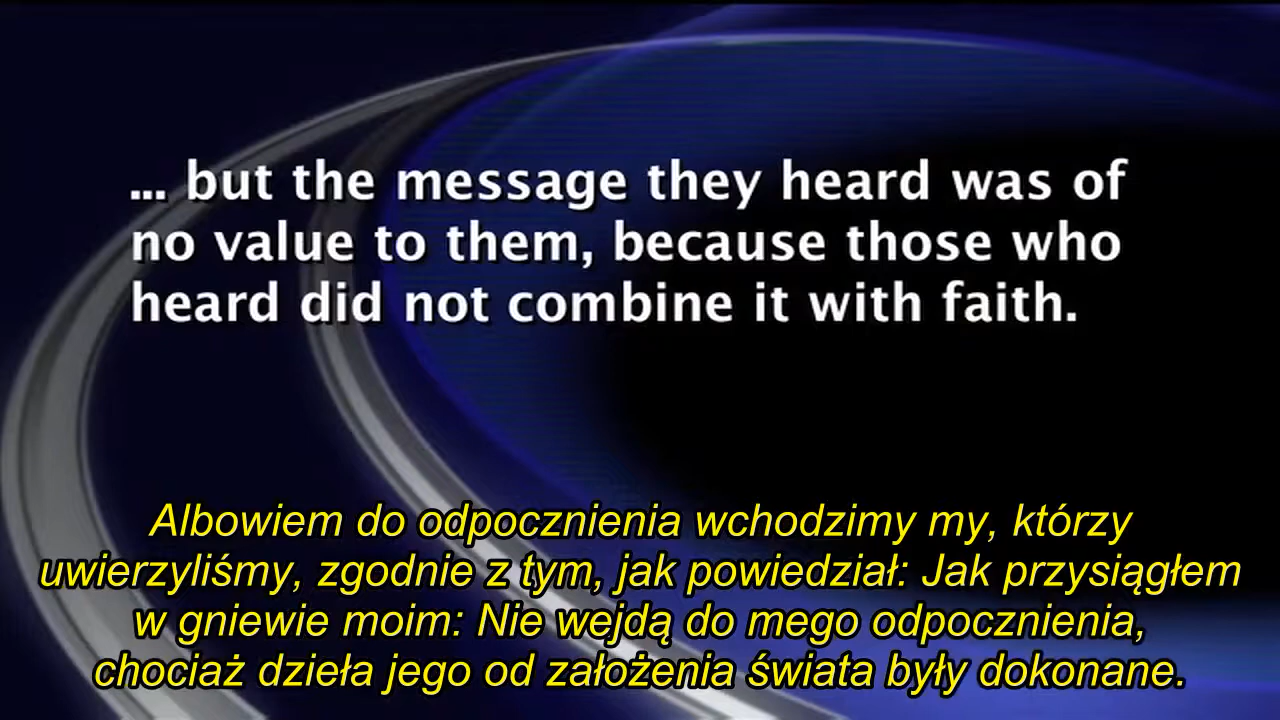 ... but the message they heard was of
no value to them, because those who
heard did not combine it with faith.
Albowiem do odpocznienia wchodzimy my, którzy
uwierzyliśmy, zgodnie z tym, jak powiedział: Jak przysiągłem
w gniewie moim: Nie wejdą do mego odpocznienia,
chociaż dzieła jego od założenia świata były dokonane.